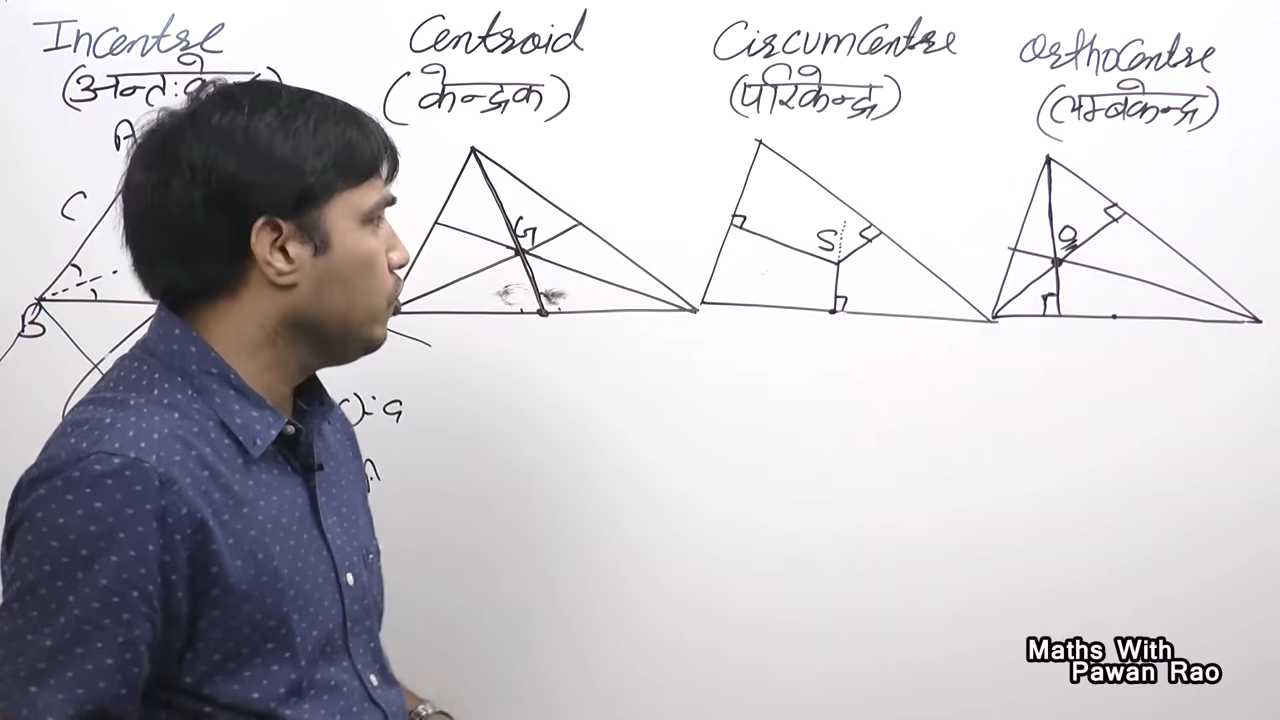 Incentre
Centroid
Circumcentre
Orthocentre
(केन्द्रक)
(परिकेन्द्र)
(लम्बकेन्द्र)
A
C
B
G
S
O
): a
A
Maths With
Pawan Rao